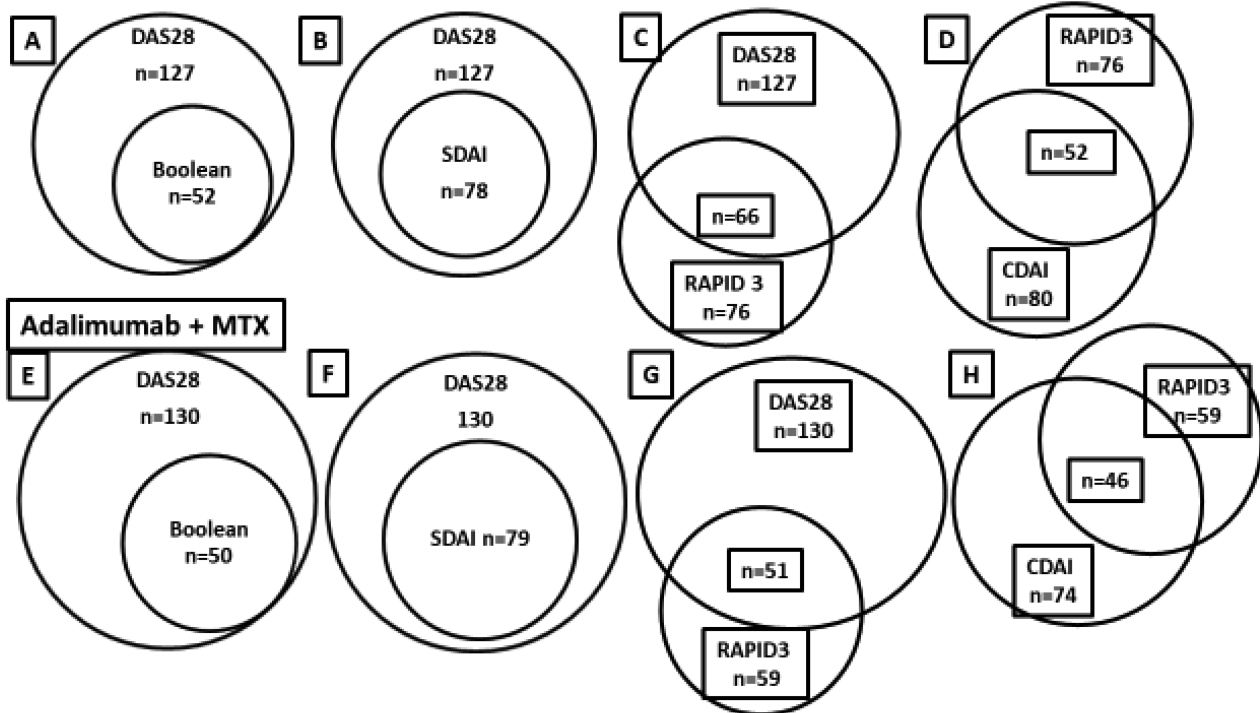 A
DAS28
n=127
Boolean
n=52
B
DAS28
n=127
SDAI
n=78
C
DAS28
n=127
n=66
RAPID 3
n=76
D
RAPID3
n=76
n=52
CDAI
n=80
Adalimumab + MTX
E
DAS28
n=130
Boolean
n=50
F
DAS28
130
SDAI n=79
G
DAS28
n=130
n=51
RAPID3
n=59
H
RAPID3
n=59
n=46
CDAI
n=74